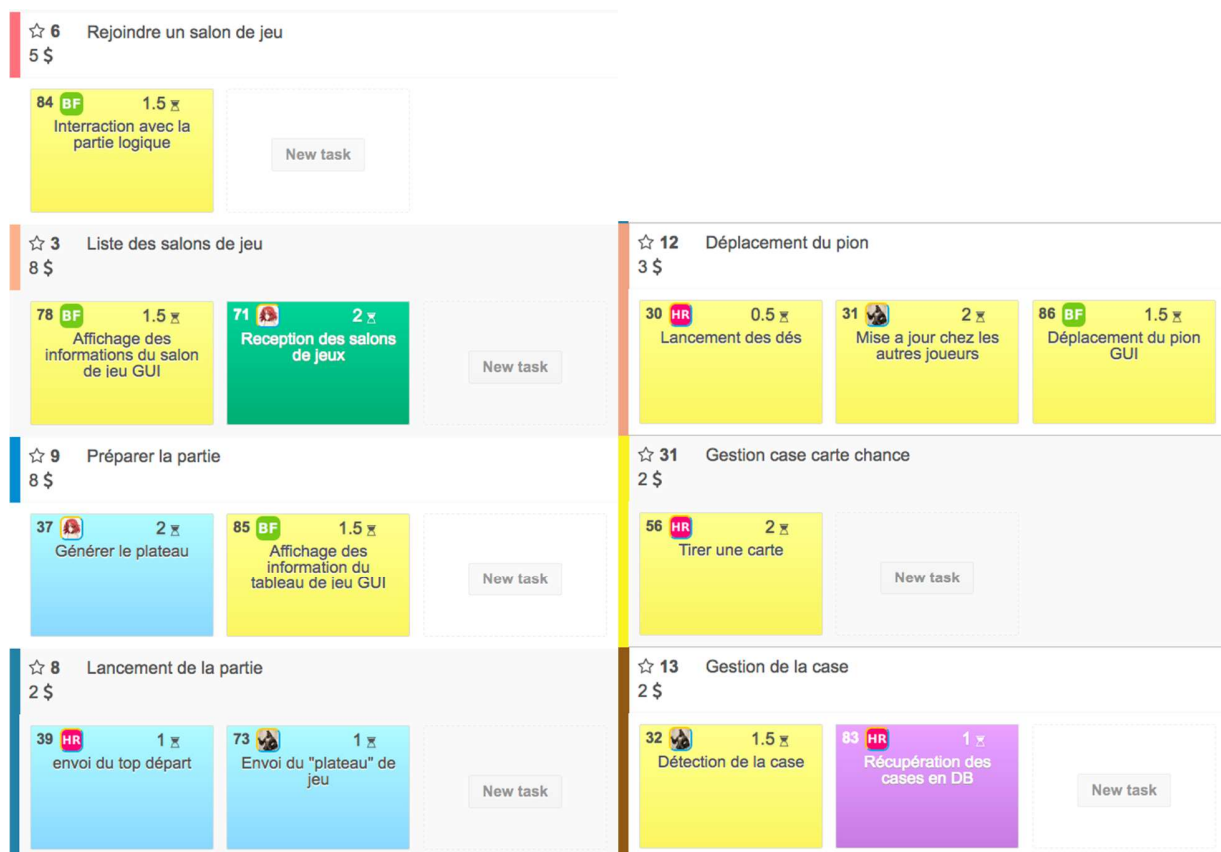 6 Rejoindre un salon de jeu
5 $
84 BF 1.5
Interraction avec la
partie logique
New task
3 Liste des salons de jeu
8 $
78 BF 1.5
Affichage des
informations du salon
de jeu GUI
71 2
Reception des salons
de jeux
New task
9 Préparer la partie
8 $
37 2
Générer le plateau
85 BF 1.5
Affichage des
information du
tableau de jeu GUI
New task
8 Lancement de la partie
2 $
39 HR 1
envoi du top départ
73 1
Envoi du "plateau" de
jeu
New task
12 Déplacement du pion
3 $
30 HR 0.5
Lancement des dés
31 2
Mise a jour chez les
autres joueurs
86 BF 1.5
Déplacement du pion
GUI
31 Gestion case carte chance
2 $
56 HR 2
Tirer une carte
New task
13 Gestion de la case
2 $
32 1.5
Détection de la case
83 HR 1
Récupération des
cases en DB
New task